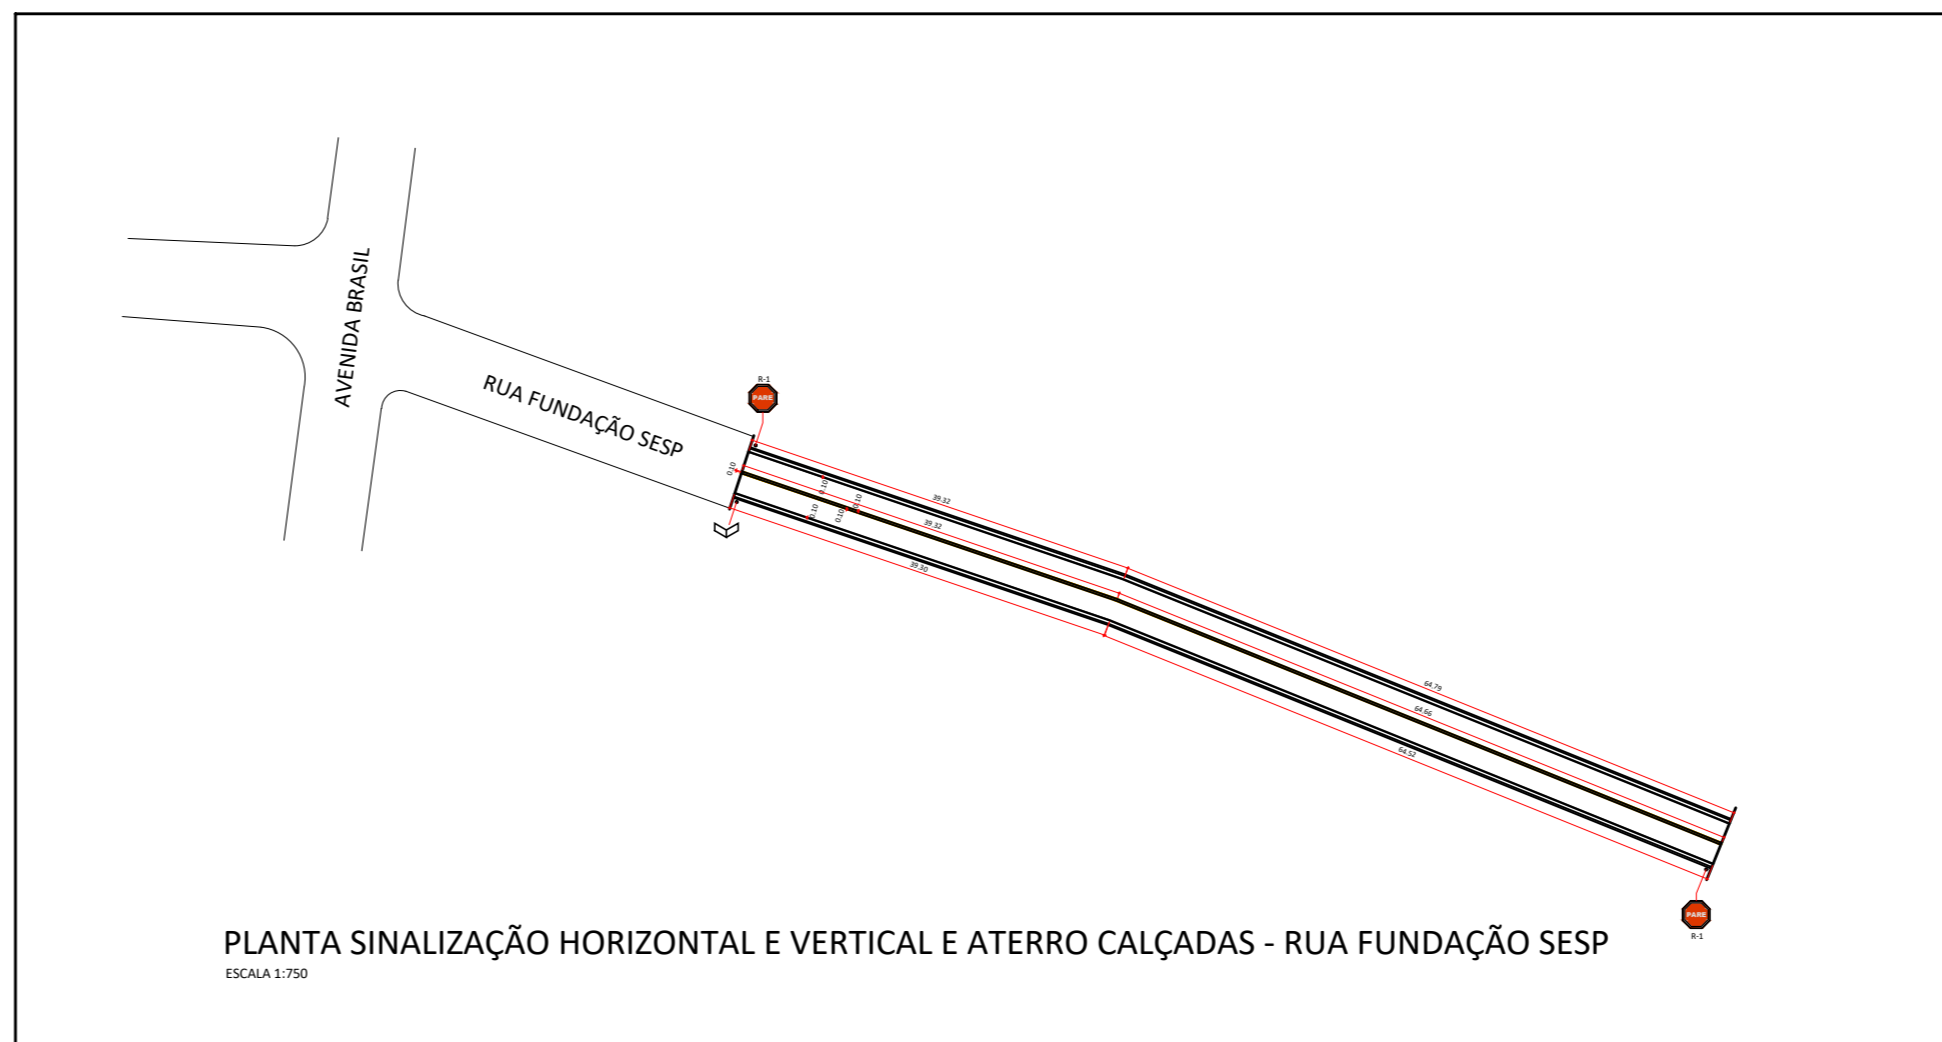 AVENIDA BRASIL
RUA FUNDAÇÃO SESP
R-1
PARE
0.10
0.10
0.10
0.10
0.10
39.32
39.32
39.30
64.79
64.66
64.52
PARE
R-1
PLANTA SINALIZAÇÃO HORIZONTAL E VERTICAL E ATERRO CALÇADAS - RUA FUNDAÇÃO SESP
ESCALA 1:750